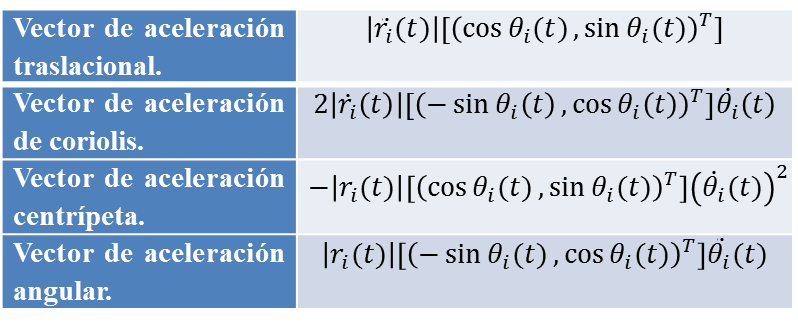 Vector de aceleración
traslacional.
|ṙᵢ(t)|[(cos θᵢ(t) , sin θᵢ(t))ᵀ]
Vector de aceleración
de coriolis.
2|ṙᵢ(t)|[(− sin θᵢ(t) , cos θᵢ(t))ᵀ]θ̇ᵢ(t)
Vector de aceleración
centrípeta.
−|rᵢ(t)|[(cos θᵢ(t) , sin θᵢ(t))ᵀ](θ̇ᵢ(t))²
Vector de aceleración
angular.
|rᵢ(t)|[(− sin θᵢ(t) , cos θᵢ(t))ᵀ]θ̇ᵢ(t)